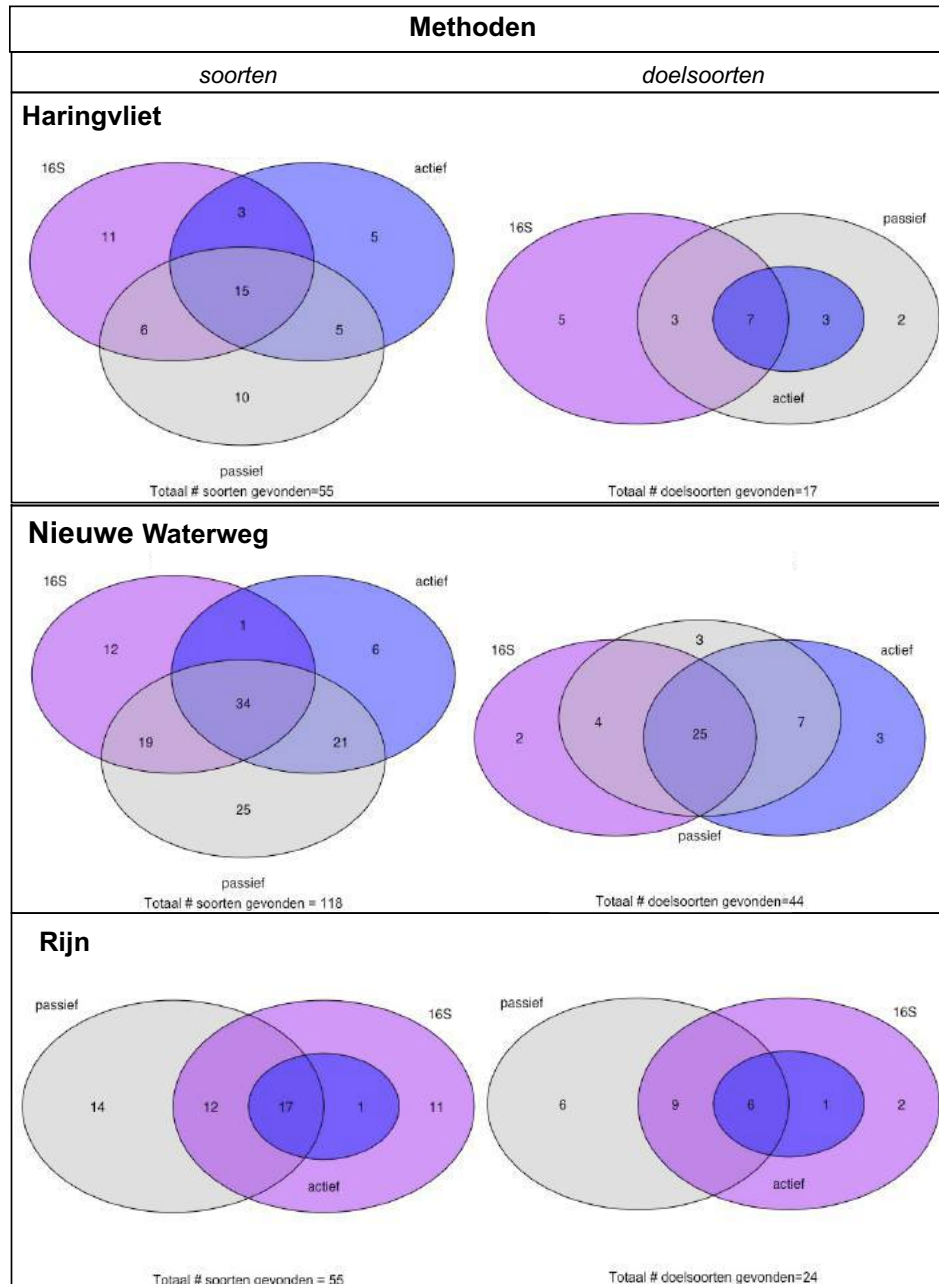 Methoden
soorten doelsoorten
Haringvliet
16S actief
3
11 5
15
6 5
10
passief
Totaal # soorten gevonden=55
16S passief
5 3 7 3 2
actief
Totaal # doelsoorten gevonden=17
Nieuwe Waterweg
16S actief
1
12 6
34
19 21
25
passief
Totaal # soorten gevonden = 118
3
16S actief
2 4 25 7 3
passief
Totaal # doelsoorten gevonden=44
Rijn
passief 16S
14 12 17 1 11
actief
Totaal # soorten gevonden = 55
passief 16S
6 9 6 1 2
actief
Totaal # doelsoorten gevonden=24